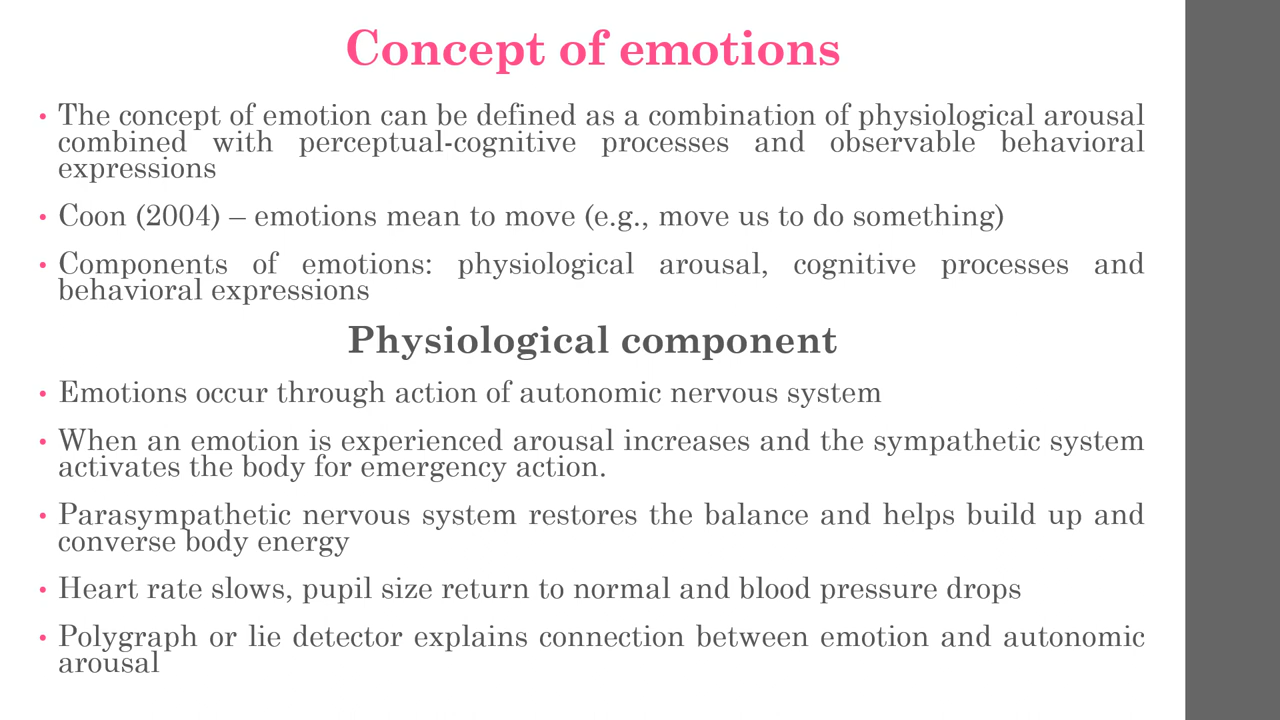 Concept of emotions
• The concept of emotion can be defined as a combination of physiological arousal
combined with perceptual-cognitive processes and observable behavioral
expressions
• Coon (2004) – emotions mean to move (e.g., move us to do something)
• Components of emotions: physiological arousal, cognitive processes and
behavioral expressions
Physiological component
• Emotions occur through action of autonomic nervous system
• When an emotion is experienced arousal increases and the sympathetic system
activates the body for emergency action.
• Parasympathetic nervous system restores the balance and helps build up and
converse body energy
• Heart rate slows, pupil size return to normal and blood pressure drops
• Polygraph or lie detector explains connection between emotion and autonomic
arousal